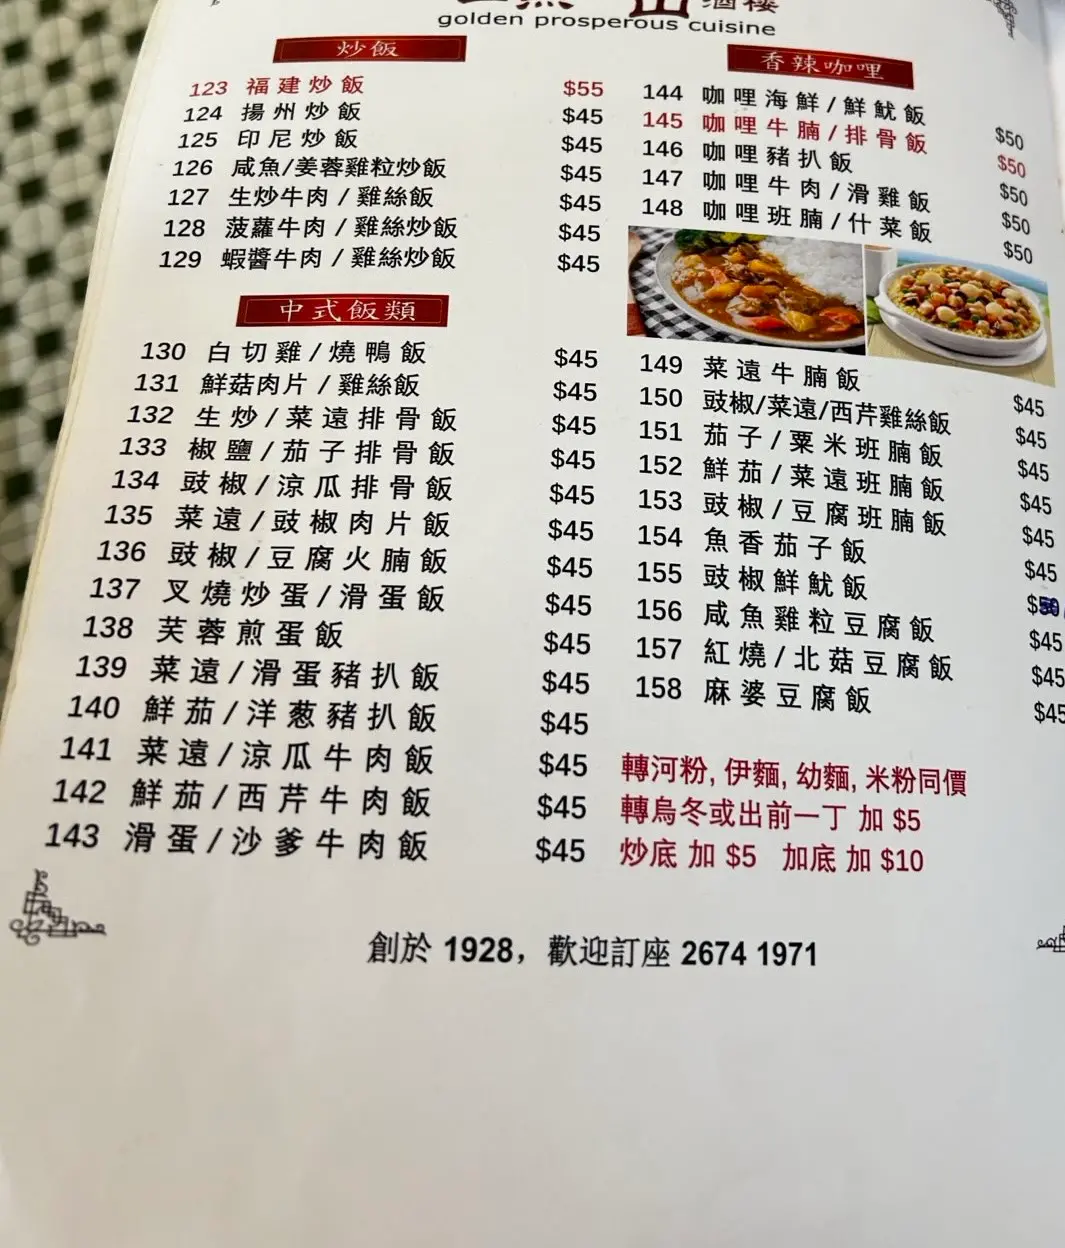 酒樓
golden prosperous cuisine
炒飯
123 福建炒飯 $55
124 揚州炒飯 $45
125 印尼炒飯 $45
126 咸魚/姜蓉雞粒炒飯 $45
127 生炒牛肉 / 雞絲飯 $45
128 菠蘿牛肉 / 雞絲炒飯 $45
129 蝦醬牛肉 / 雞絲炒飯 $45
中式飯類
130 白切雞/燒鴨飯 $45
131 鮮菇肉片 / 雞絲飯 $45
132 生炒/菜遠排骨飯 $45
133 椒鹽/茄子排骨飯 $45
134 豉椒/涼瓜排骨飯 $45
135 菜遠/豉椒肉片飯 $45
136 豉椒/豆腐火腩飯 $45
137 叉燒炒蛋/滑蛋飯 $45
138 芙蓉煎蛋飯 $45
139 菜遠/滑蛋豬扒飯 $45
140 鮮茄/洋葱豬扒飯 $45
141 菜遠/涼瓜牛肉飯 $45
142 鮮茄/西芹牛肉飯 $45
143 滑蛋/沙爹牛肉飯 $45
香辣咖哩
144 咖哩海鮮/鮮魷飯 $50
145 咖哩牛腩/排骨飯 $50
146 咖哩豬扒飯 $50
147 咖哩牛肉/滑雞飯 $50
148 咖哩班腩/什菜飯 $50
149 菜遠牛腩飯 $45
150 豉椒/菜遠/西芹雞絲飯 $45
151 茄子/粟米班腩飯 $45
152 鮮茄/菜遠班腩飯 $45
153 豉椒/豆腐班腩飯 $45
154 魚香茄子飯 $45
155 豉椒鮮魷飯 $50
156 咸魚雞粒豆腐飯 $45
157 紅燒/北菇豆腐飯 $45
158 麻婆豆腐飯 $45
轉河粉, 伊麵, 幼麵, 米粉同價
轉烏冬或出前一丁 加 $5
炒底 加 $5 加底 加 $10
創於 1928，歡迎訂座 2674 1971